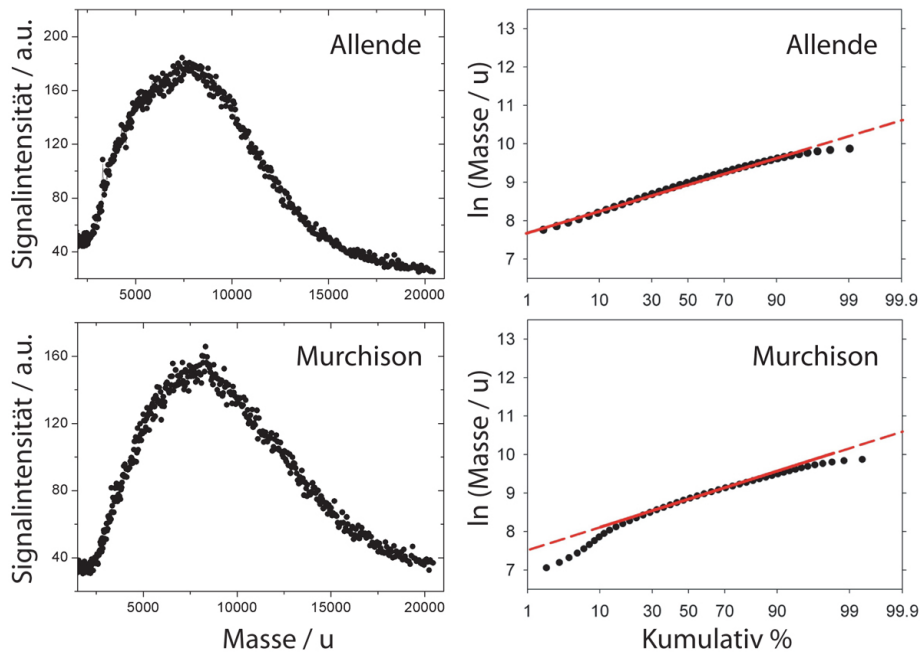 Allende
Signalintensität / a.u.
200
160
120
80
40
5000 10000 15000 20000
Allende
ln (Masse / u)
13
12
11
10
9
8
7
1 10 30 50 70 90 99 99.9
Murchison
Signalintensität / a.u.
160
120
80
40
5000 10000 15000 20000
Masse / u
Murchison
ln (Masse / u)
13
12
11
10
9
8
7
1 10 30 50 70 90 99 99.9
Kumulativ %